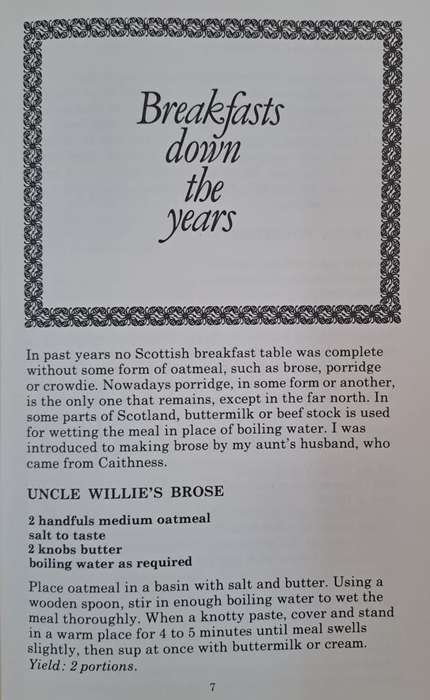 Breakfasts
down
the
years
In past years no Scottish breakfast table was complete
without some form of oatmeal, such as brose, porridge
or crowdie. Nowadays porridge, in some form or another,
is the only one that remains, except in the far north. In
some parts of Scotland, buttermilk or beef stock is used
for wetting the meal in place of boiling water. I was
introduced to making brose by my aunt's husband, who
came from Caithness.
UNCLE WILLIE'S BROSE
2 handfuls medium oatmeal
salt to taste
2 knobs butter
boiling water as required
Place oatmeal in a basin with salt and butter. Using a
wooden spoon, stir in enough boiling water to wet the
meal thoroughly. When a knotty paste, cover and stand
in a warm place for 4 to 5 minutes until meal swells
slightly, then sup at once with buttermilk or cream.
Yield: 2 portions.
7